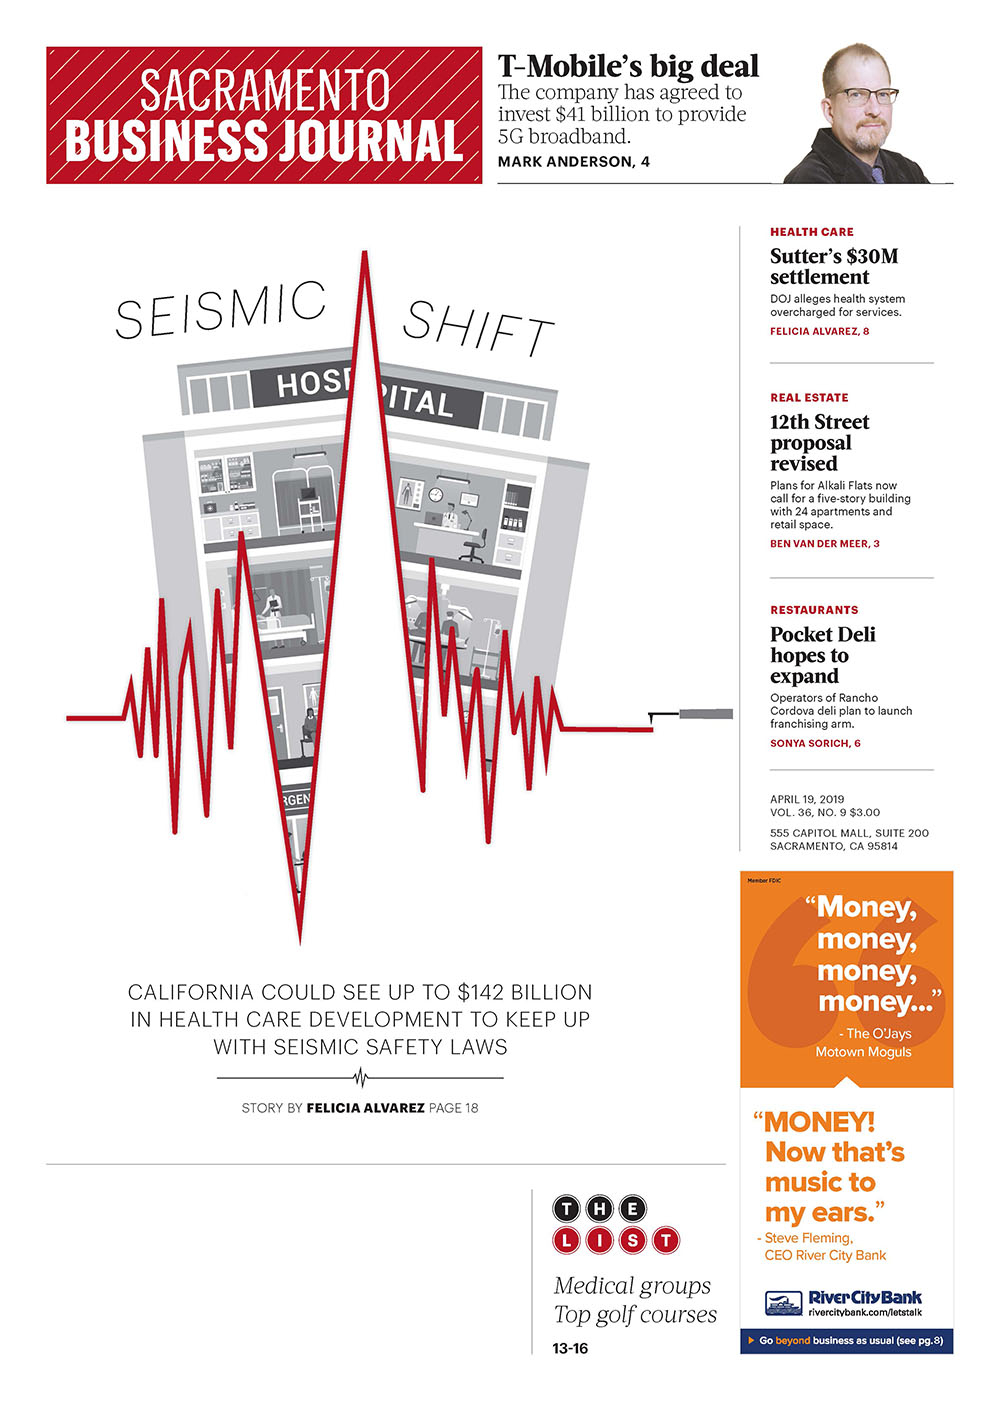 SACRAMENTO
BUSINESS JOURNAL
T-Mobile's big deal
The company has agreed to
invest $41 billion to provide
5G broadband.
MARK ANDERSON, 4
SEISMIC SHIFT
HOSPITAL
RGEN
HEALTH CARE
Sutter's $30M
settlement
DOJ alleges health system
overcharged for services.
FELICIA ALVAREZ, 8
REAL ESTATE
12th Street
proposal
revised
Plans for Alkali Flats now
call for a five-story building
with 24 apartments and
retail space.
BEN VAN DER MEER, 3
RESTAURANTS
Pocket Deli
hopes to
expand
Operators of Rancho
Cordova deli plan to launch
franchising arm.
SONYA SORICH, 6
APRIL 19, 2019
VOL. 36, NO. 9 $3.00
555 CAPITOL MALL, SUITE 200
SACRAMENTO, CA 95814
CALIFORNIA COULD SEE UP TO $142 BILLION
IN HEALTH CARE DEVELOPMENT TO KEEP UP
WITH SEISMIC SAFETY LAWS
STORY BY FELICIA ALVAREZ PAGE 18
THE
LIST
Medical groups
Top golf courses
13-16
Member FDIC
“Money,
money,
money,
money...”
- The O'Jays
Motown Moguls
“MONEY!
Now that's
music to
my ears.”
- Steve Fleming,
CEO River City Bank
RiverCityBank
rivercitybank.com/letstalk
Go beyond business as usual (see pg.8)